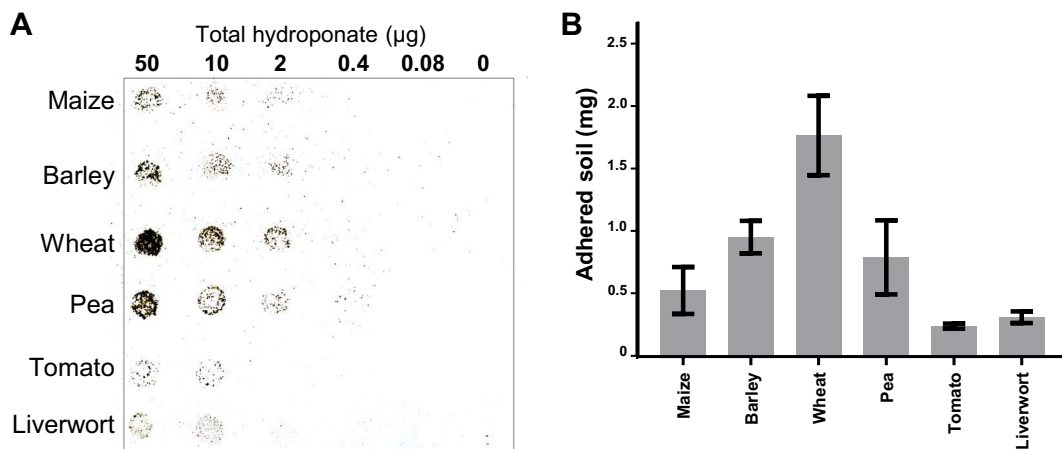 A
Total hydroponate (µg)
50 10 2 0.4 0.08 0
Maize
Barley
Wheat
Pea
Tomato
Liverwort
B
Adhered soil (mg)
2.5
2.0
1.5
1.0
0.5
0
Maize
Barley
Wheat
Pea
Tomato
Liverwort